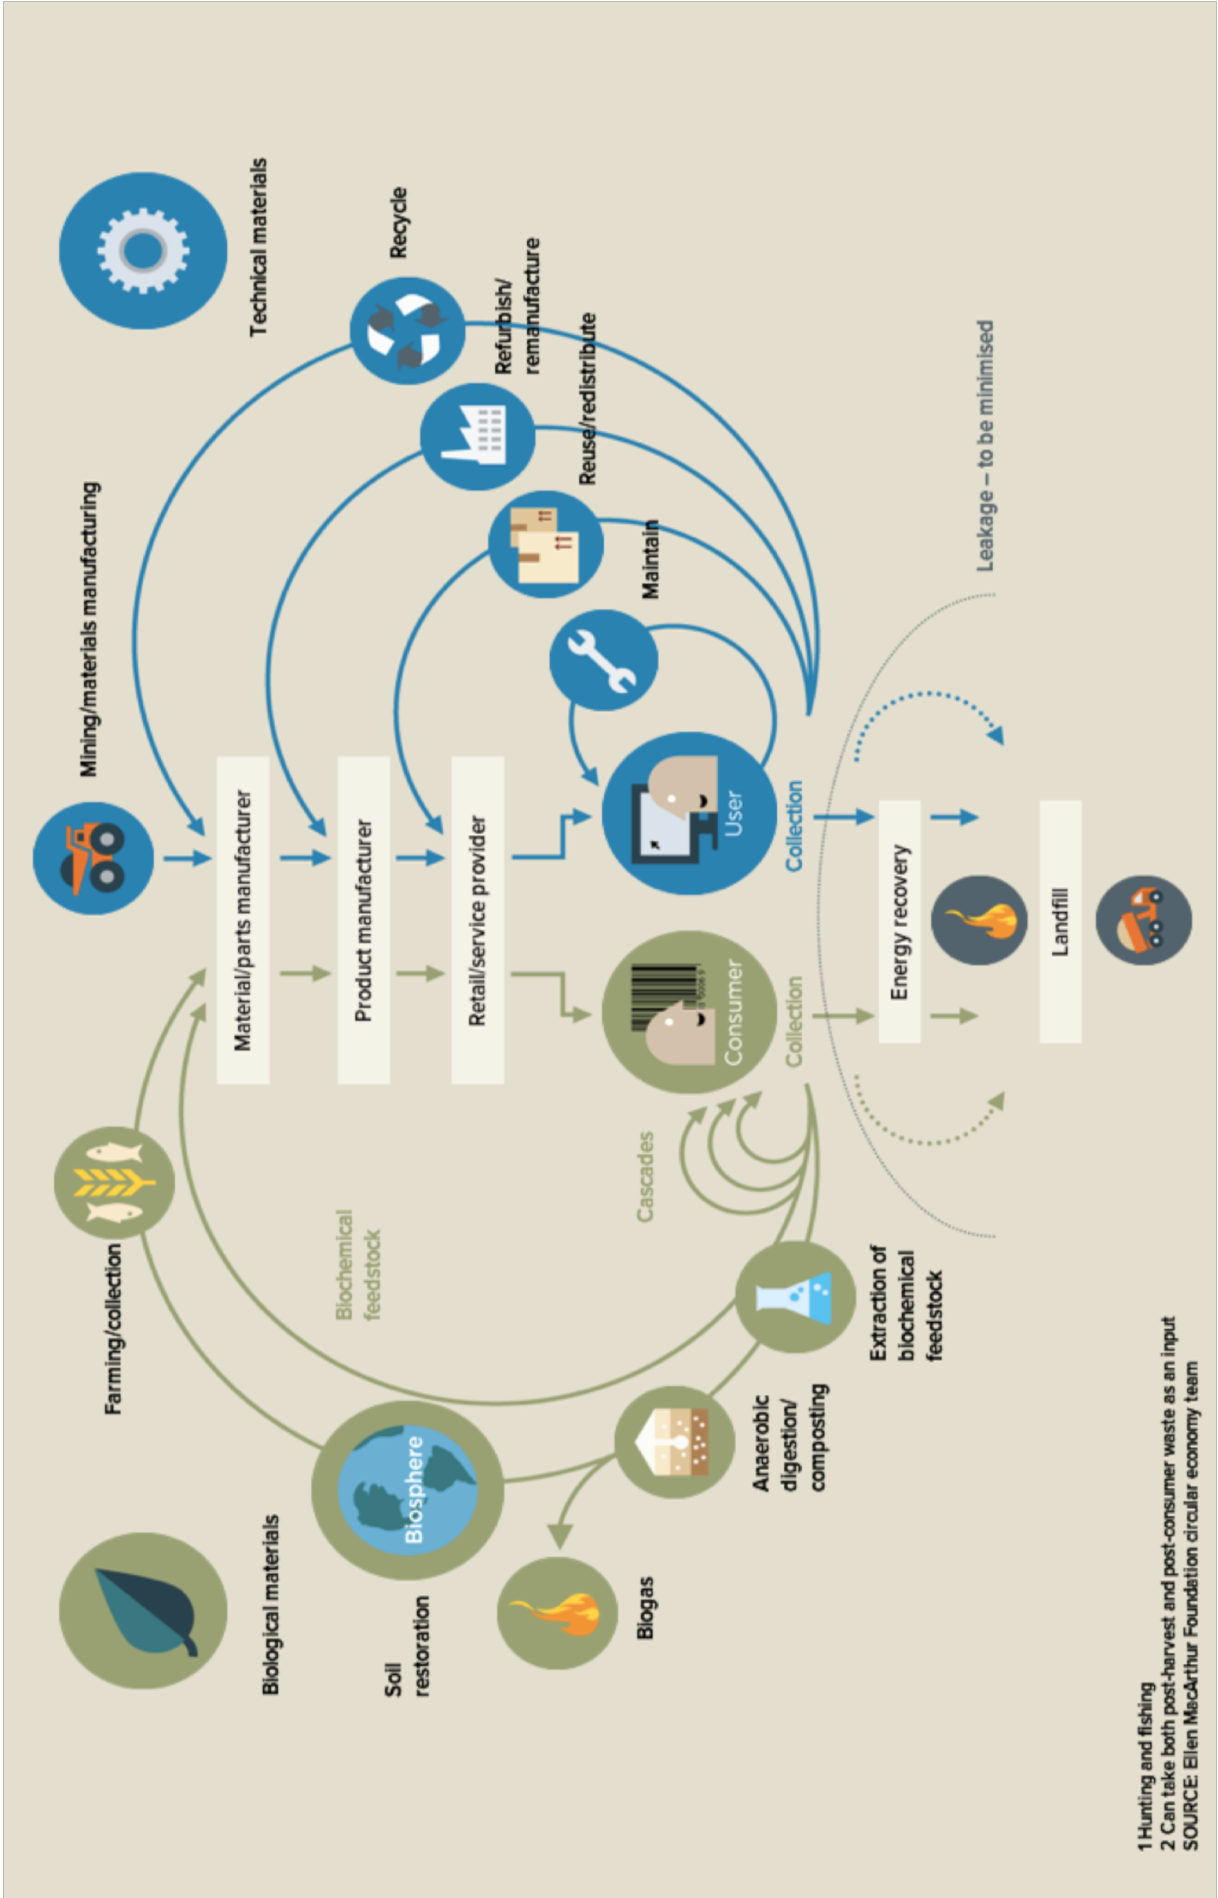 Biological materials
Technical materials
Farming/collection
Mining/materials manufacturing
Material/parts manufacturer
Recycle
Biochemical
feedstock
Product manufacturer
Refurbish/
remanufacture
Soil
restoration
Biosphere
Retail/service provider
Reuse/redistribute
Biogas
Cascades
Maintain
Consumer
User
Anaerobic
digestion/
composting
Collection
Collection
Extraction of
biochemical
feedstock
Energy recovery
Leakage – to be minimised
Landfill
1 Hunting and fishing
2 Can take both post-harvest and post-consumer waste as an input
SOURCE: Ellen MacArthur Foundation circular economy team